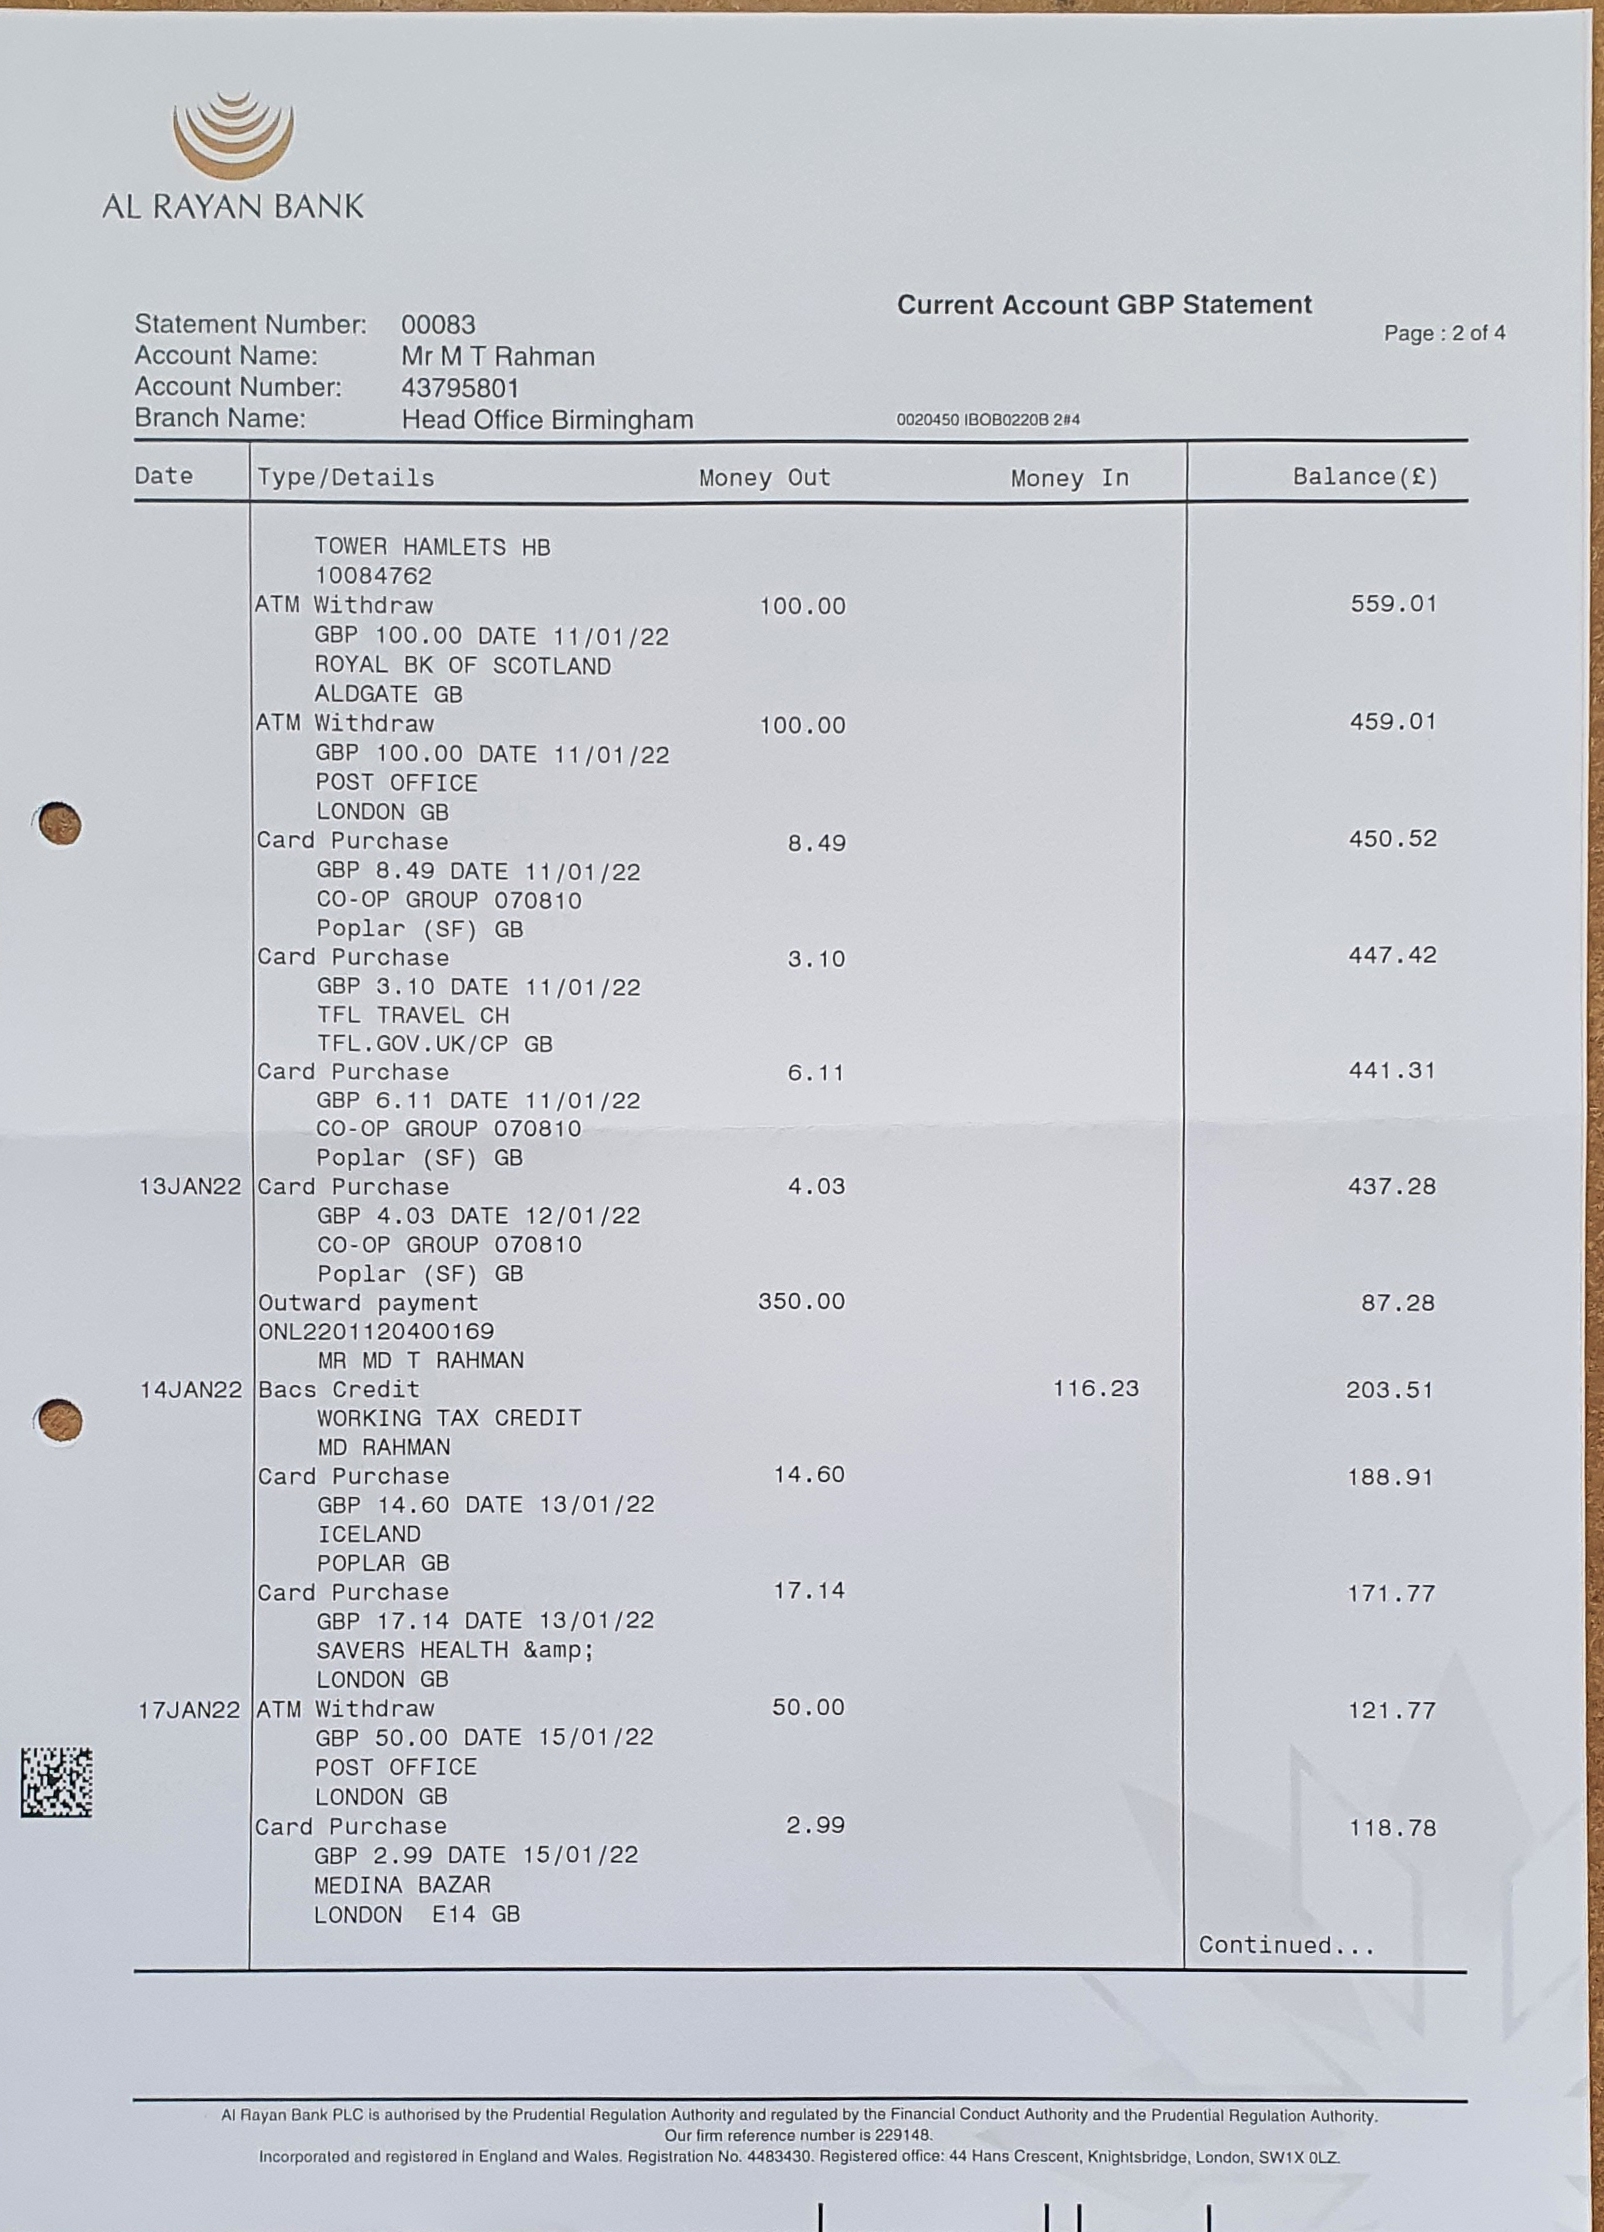 AL RAYAN BANK
Current Account GBP Statement
Page : 2 of 4
Statement Number: 00083
Account Name: Mr M T Rahman
Account Number: 43795801
Branch Name: Head Office Birmingham
0020450 IBOB0220B 2#4
Date Type/Details Money Out Money In Balance(£)
TOWER HAMLETS HB
10084762
ATM Withdraw 100.00 559.01
GBP 100.00 DATE 11/01/22
ROYAL BK OF SCOTLAND
ALDGATE GB
ATM Withdraw 100.00 459.01
GBP 100.00 DATE 11/01/22
POST OFFICE
LONDON GB
Card Purchase 8.49 450.52
GBP 8.49 DATE 11/01/22
CO-OP GROUP 070810
Poplar (SF) GB
Card Purchase 3.10 447.42
GBP 3.10 DATE 11/01/22
TFL TRAVEL CH
TFL.GOV.UK/CP GB
Card Purchase 6.11 441.31
GBP 6.11 DATE 11/01/22
CO-OP GROUP 070810
Poplar (SF) GB
13JAN22 Card Purchase 4.03 437.28
GBP 4.03 DATE 12/01/22
CO-OP GROUP 070810
Poplar (SF) GB
Outward payment 350.00 87.28
ONL2201120400169
MR MD T RAHMAN
14JAN22 Bacs Credit 116.23 203.51
WORKING TAX CREDIT
MD RAHMAN
Card Purchase 14.60 188.91
GBP 14.60 DATE 13/01/22
ICELAND
POPLAR GB
Card Purchase 17.14 171.77
GBP 17.14 DATE 13/01/22
SAVERS HEALTH &amp;
LONDON GB
17JAN22 ATM Withdraw 50.00 121.77
GBP 50.00 DATE 15/01/22
POST OFFICE
LONDON GB
Card Purchase 2.99 118.78
GBP 2.99 DATE 15/01/22
MEDINA BAZAR
LONDON E14 GB
Continued...
Al Rayan Bank PLC is authorised by the Prudential Regulation Authority and regulated by the Financial Conduct Authority and the Prudential Regulation Authority.
Our firm reference number is 229148.
Incorporated and registered in England and Wales. Registration No. 4483430. Registered office: 44 Hans Crescent, Knightsbridge, London, SW1X 0LZ.